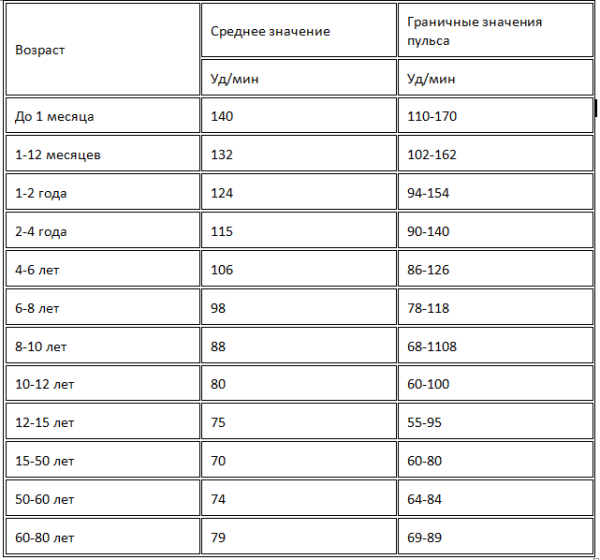 Возраст
Среднее значение
Граничные значения
пульса
Уд/мин
Уд/мин
До 1 месяца 140 110-170
1-12 месяцев 132 102-162
1-2 года 124 94-154
2-4 года 115 90-140
4-6 лет 106 86-126
6-8 лет 98 78-118
8-10 лет 88 68-1108
10-12 лет 80 60-100
12-15 лет 75 55-95
15-50 лет 70 60-80
50-60 лет 74 64-84
60-80 лет 79 69-89